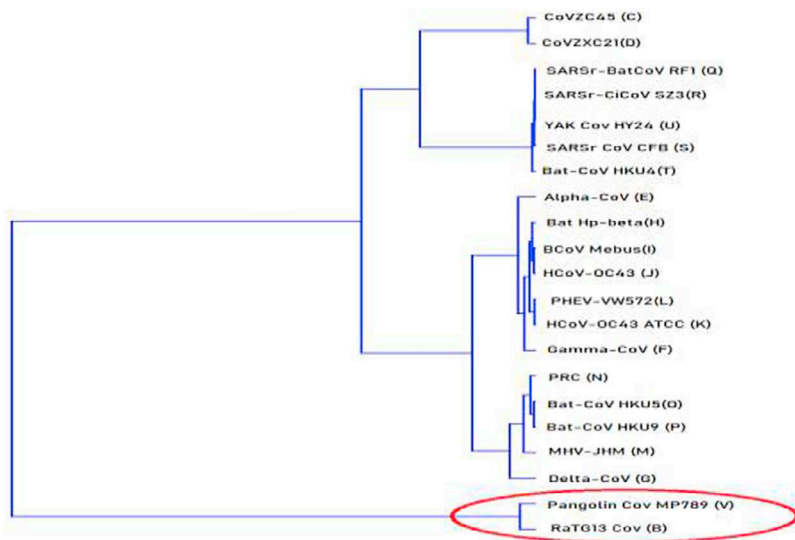 CoVZC45 (C)
CoVZXC21(D)
SARSr-BatCoV RF1 (Q)
SARSr-CiCoV SZ3(R)
YAK Cov HY24 (U)
SARSr CoV CFB (S)
Bat-CoV HKU4(T)
Alpha-CoV (E)
Bat Hp-beta(H)
BCoV Mebus(I)
HCoV-OC43 (J)
PHEV-VW572(L)
HCoV-OC43 ATCC (K)
Gamma-CoV (F)
PRC (N)
Bat-CoV HKU5(O)
Bat-CoV HKU9 (P)
MHV-JHM (M)
Delta-CoV (G)
Pangolin Cov MP789 (V)
RaTG13 Cov (B)